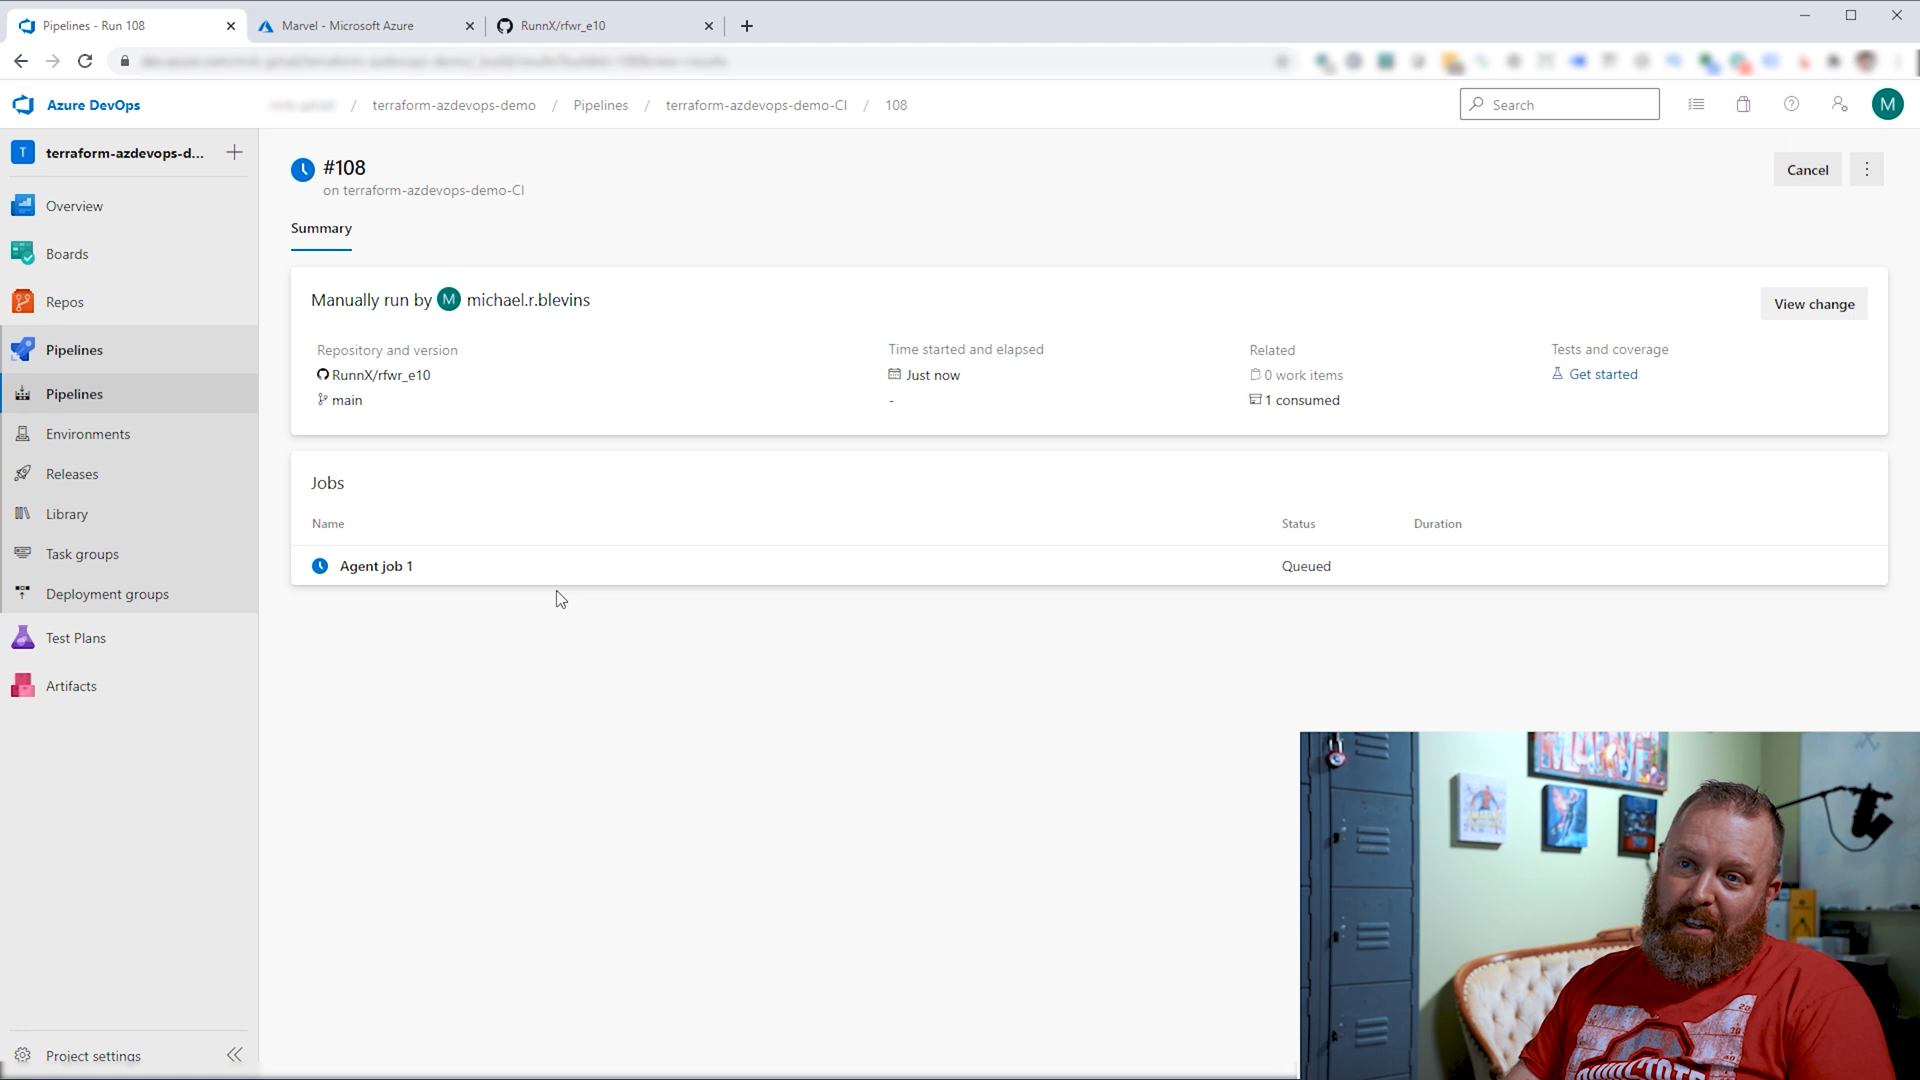 Pipelines - Run 108
Marvel - Microsoft Azure
RunnX/rfwr_e10
Azure DevOps
/ terraform-azdevops-demo / Pipelines / terraform-azdevops-demo-CI / 108
Search
M
T terraform-azdevops-d...
Overview
Boards
Repos
Pipelines
Pipelines
Environments
Releases
Library
Task groups
Deployment groups
Test Plans
Artifacts
Project settings
#108
on terraform-azdevops-demo-CI
Cancel
Summary
Manually run by M michael.r.blevins
View change
Repository and version
RunnX/rfwr_e10
main
Time started and elapsed
Just now
-
Related
0 work items
1 consumed
Tests and coverage
Get started
Jobs
Name Status Duration
Agent job 1 Queued